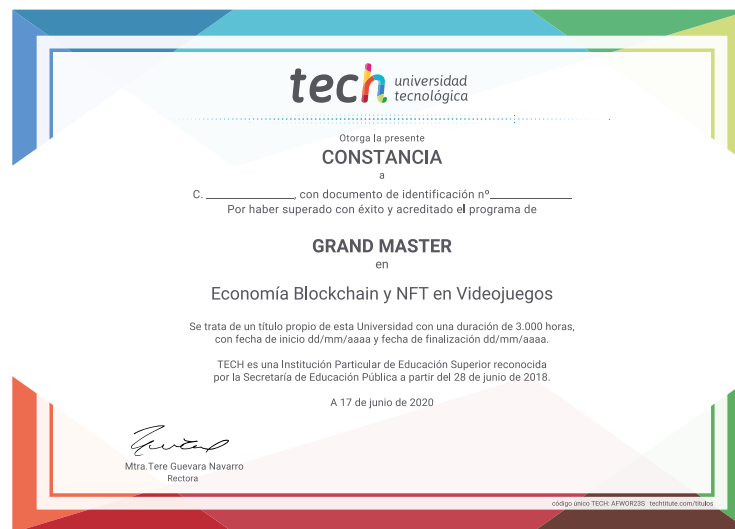 tech universidad
tecnológica
Otorga la presente
CONSTANCIA
a
C. ______________, con documento de identificación nº______________
Por haber superado con éxito y acreditado el programa de
GRAND MASTER
en
Economía Blockchain y NFT en Videojuegos
Se trata de un título propio de esta Universidad con una duración de 3.000 horas,
con fecha de inicio dd/mm/aaaa y fecha de finalización dd/mm/aaaa.
TECH es una Institución Particular de Educación Superior reconocida
por la Secretaría de Educación Pública a partir del 28 de junio de 2018.
A 17 de junio de 2020
Mtra.Tere Guevara Navarro
Rectora
código único TECH: AFWOR23S techtitute.com/titulos